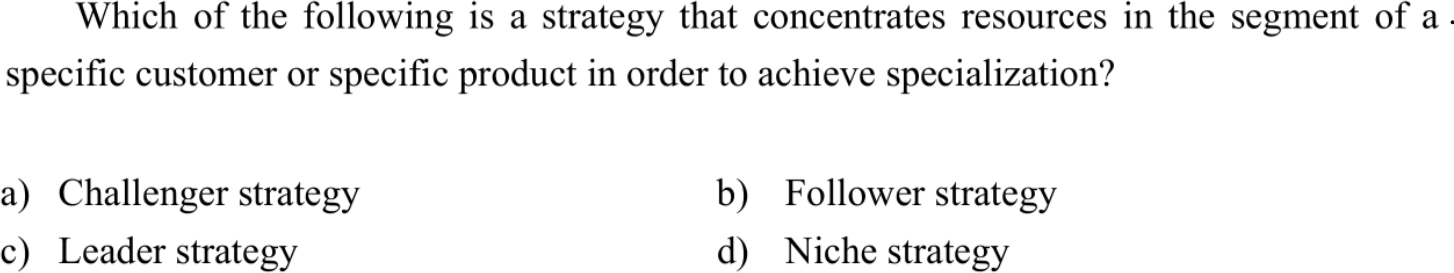 Which of the following is a strategy that concentrates resources in the segment of a
specific customer or specific product in order to achieve specialization?
a) Challenger strategy b) Follower strategy
c) Leader strategy d) Niche strategy